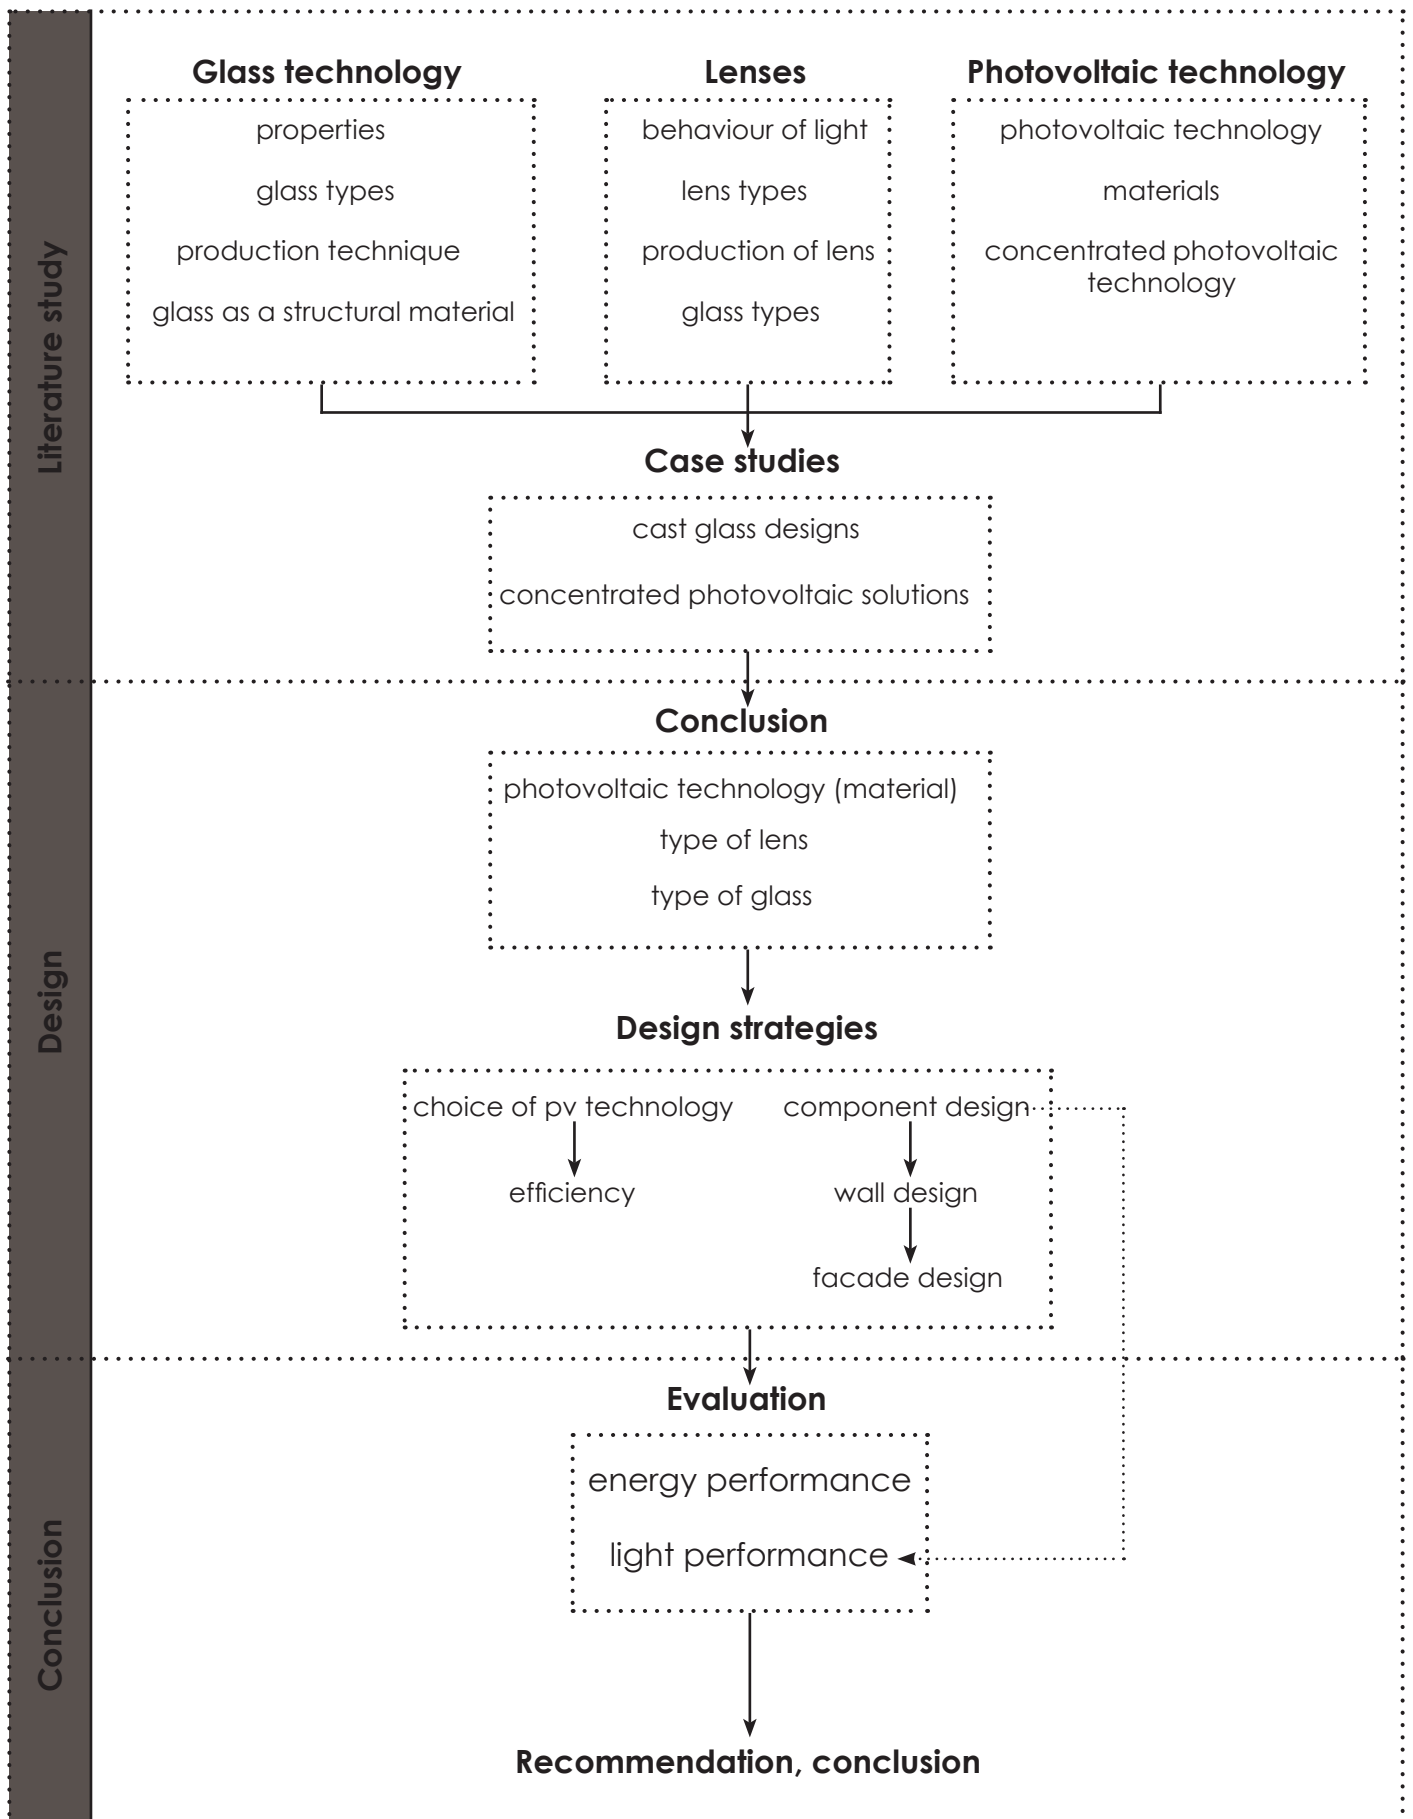 Literature study
Glass technology
properties
glass types
production technique
glass as a structural material
Lenses
behaviour of light
lens types
production of lens
glass types
Photovoltaic technology
photovoltaic technology
materials
concentrated photovoltaic
technology
Case studies
cast glass designs
concentrated photovoltaic solutions
Design
Conclusion
photovoltaic technology (material)
type of lens
type of glass
Design strategies
choice of pv technology
efficiency
component design
wall design
facade design
Conclusion
Evaluation
energy performance
light performance
Recommendation, conclusion